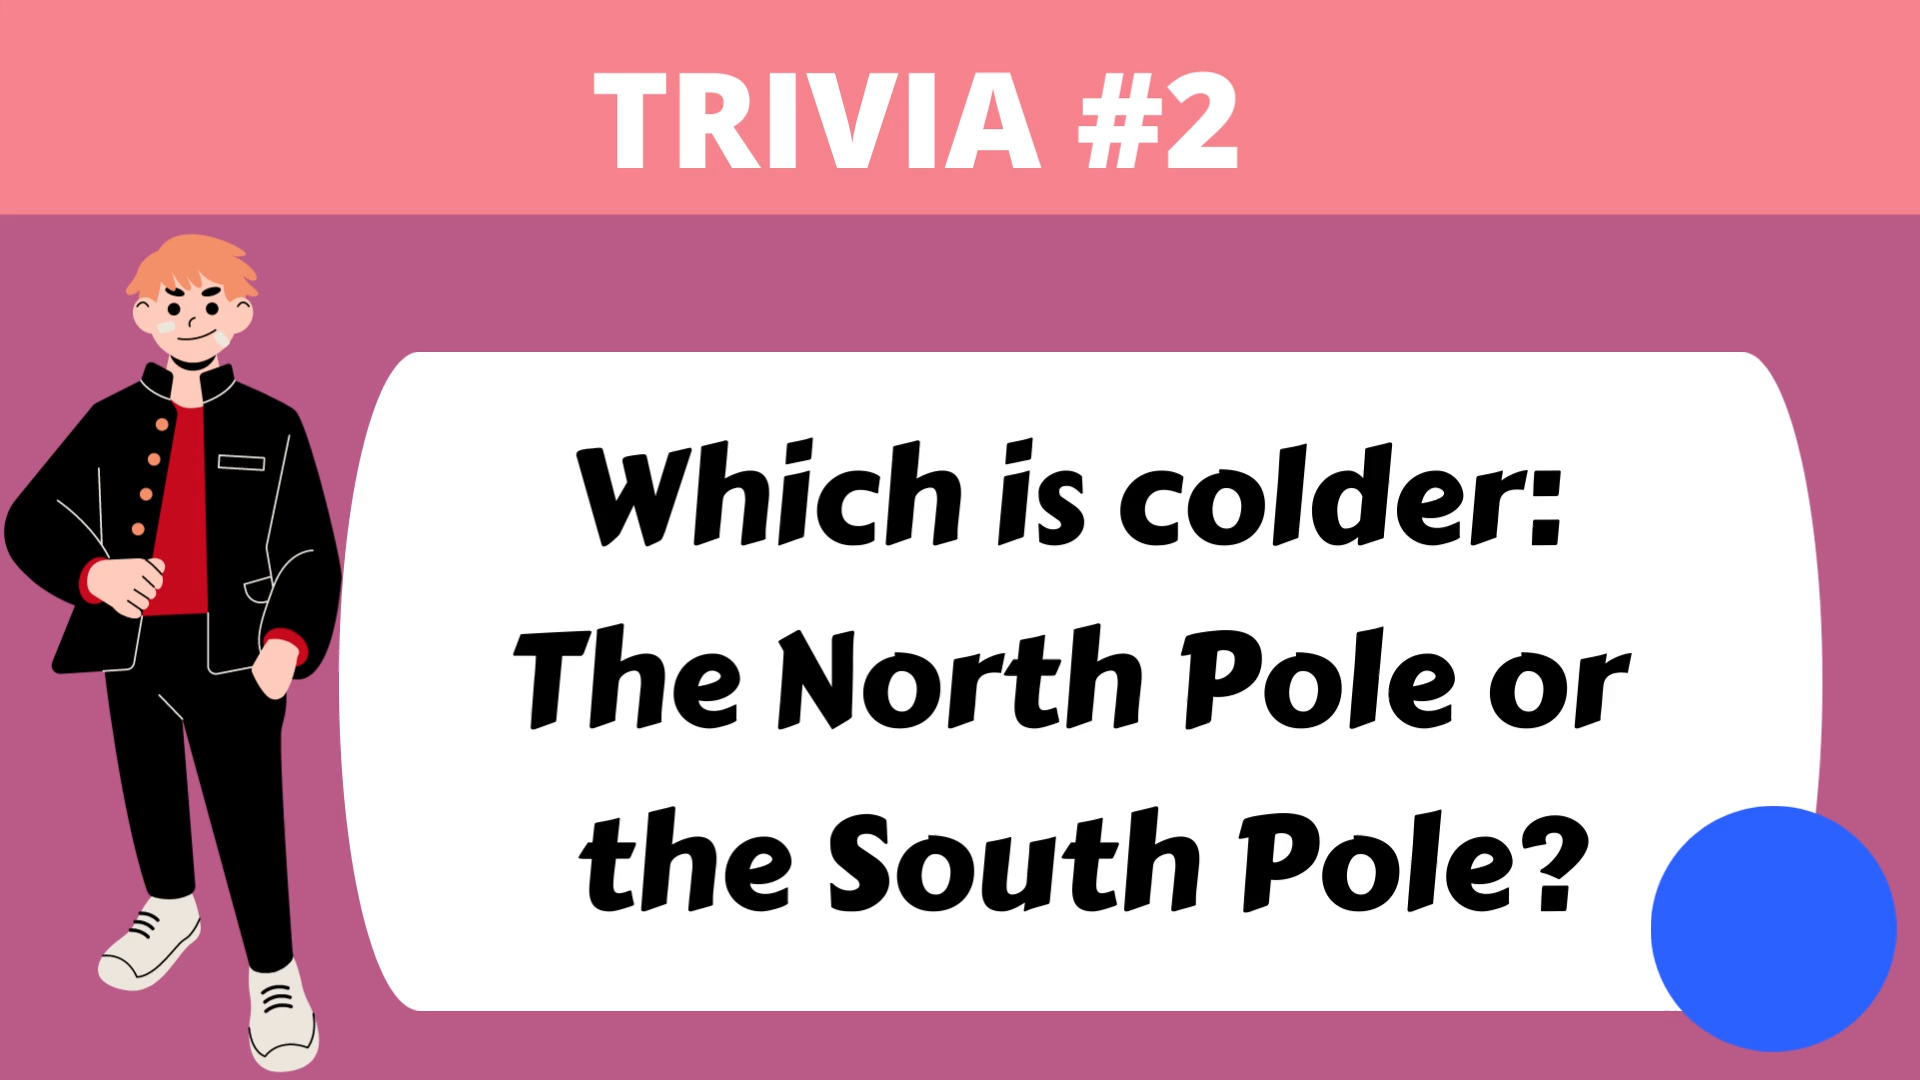 TRIVIA #2
Which is colder:
The North Pole or
the South Pole?